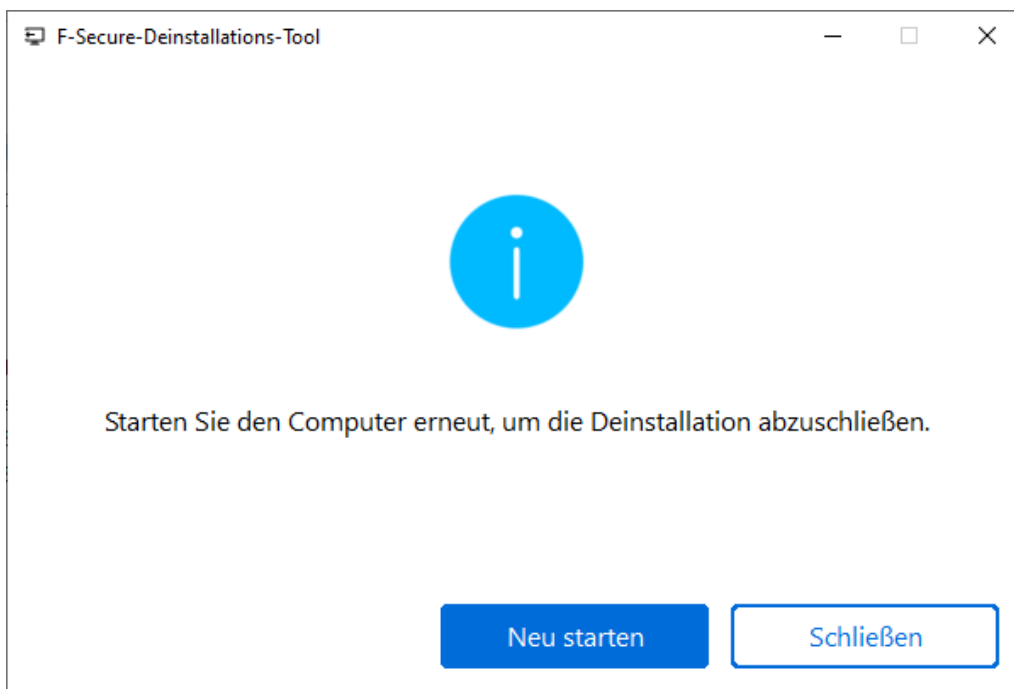 F-Secure-Deinstallations-Tool
Starten Sie den Computer erneut, um die Deinstallation abzuschließen.
Neu starten
Schließen